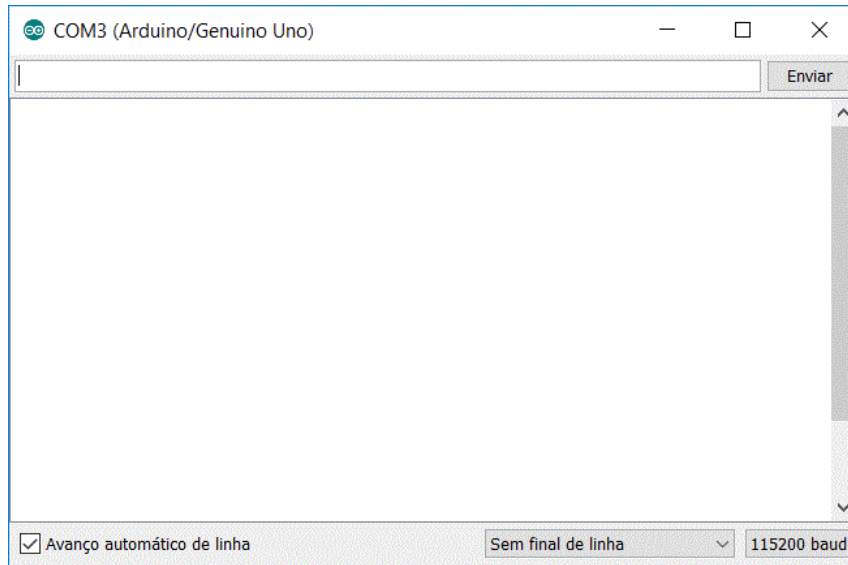 COM3 (Arduino/Genuino Uno)
Enviar
Avanço automático de linha
Sem final de linha
115200 baud